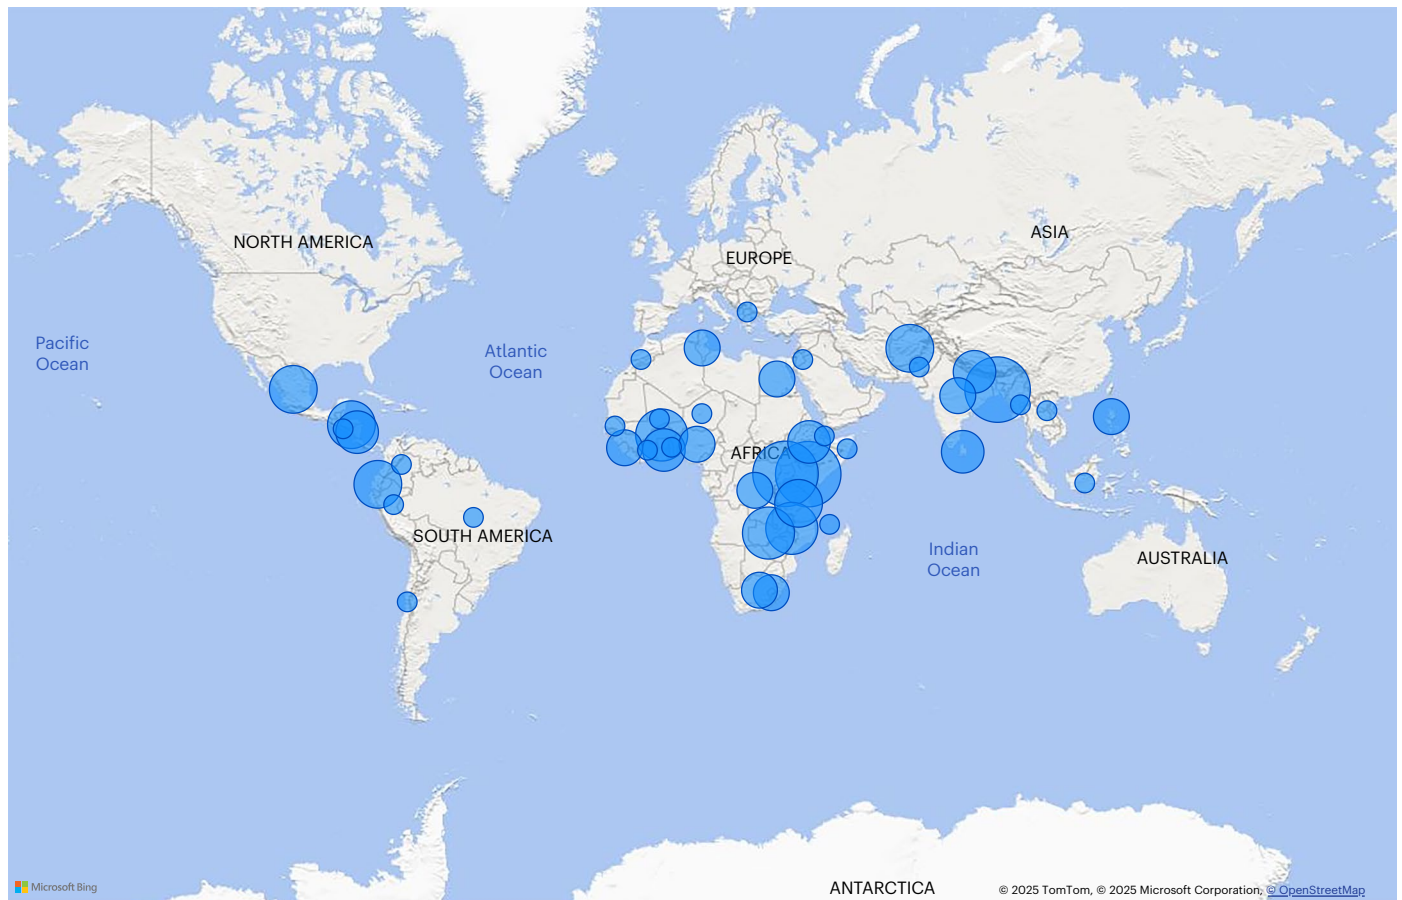 NORTH AMERICA
ASIA
EUROPE
Pacific
Ocean
Atlantic
Ocean
AFRICA
SOUTH AMERICA
Indian
Ocean
AUSTRALIA
Microsoft Bing
ANTARCTICA
© 2025 TomTom, © 2025 Microsoft Corporation, © OpenStreetMap